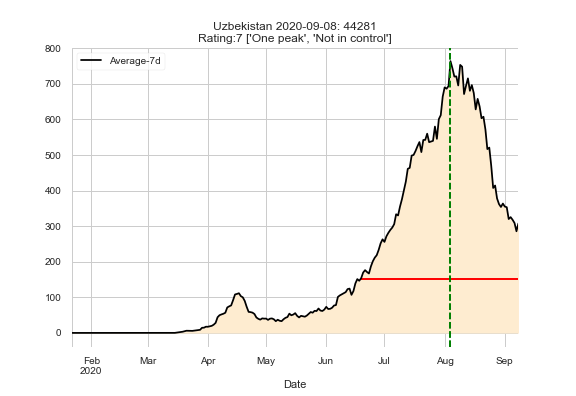 Uzbekistan 2020-09-08: 44281
Rating:7 ['One peak', 'Not in control']
Average-7d
800
700
600
500
400
300
200
100
0
Feb Mar Apr May Jun Jul Aug Sep
2020
Date